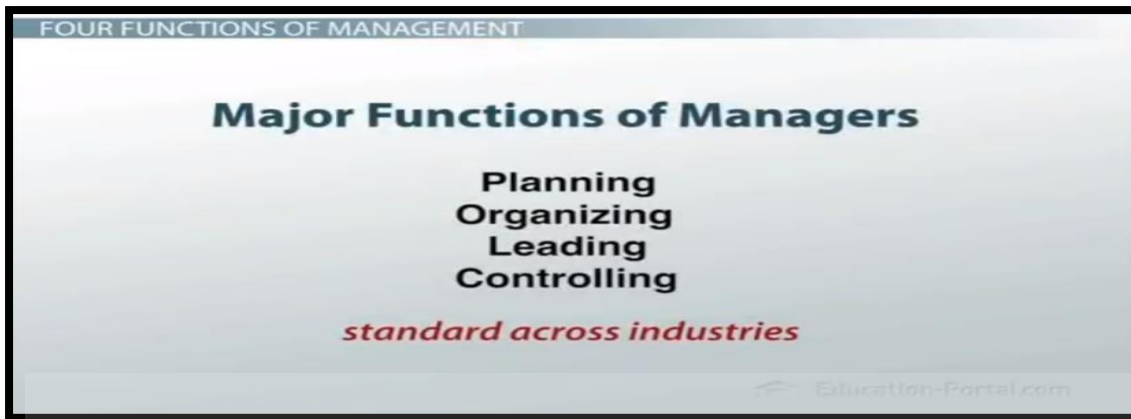 FOUR FUNCTIONS OF MANAGEMENT
Major Functions of Managers
Planning
Organizing
Leading
Controlling
standard across industries
Education-Portal.com